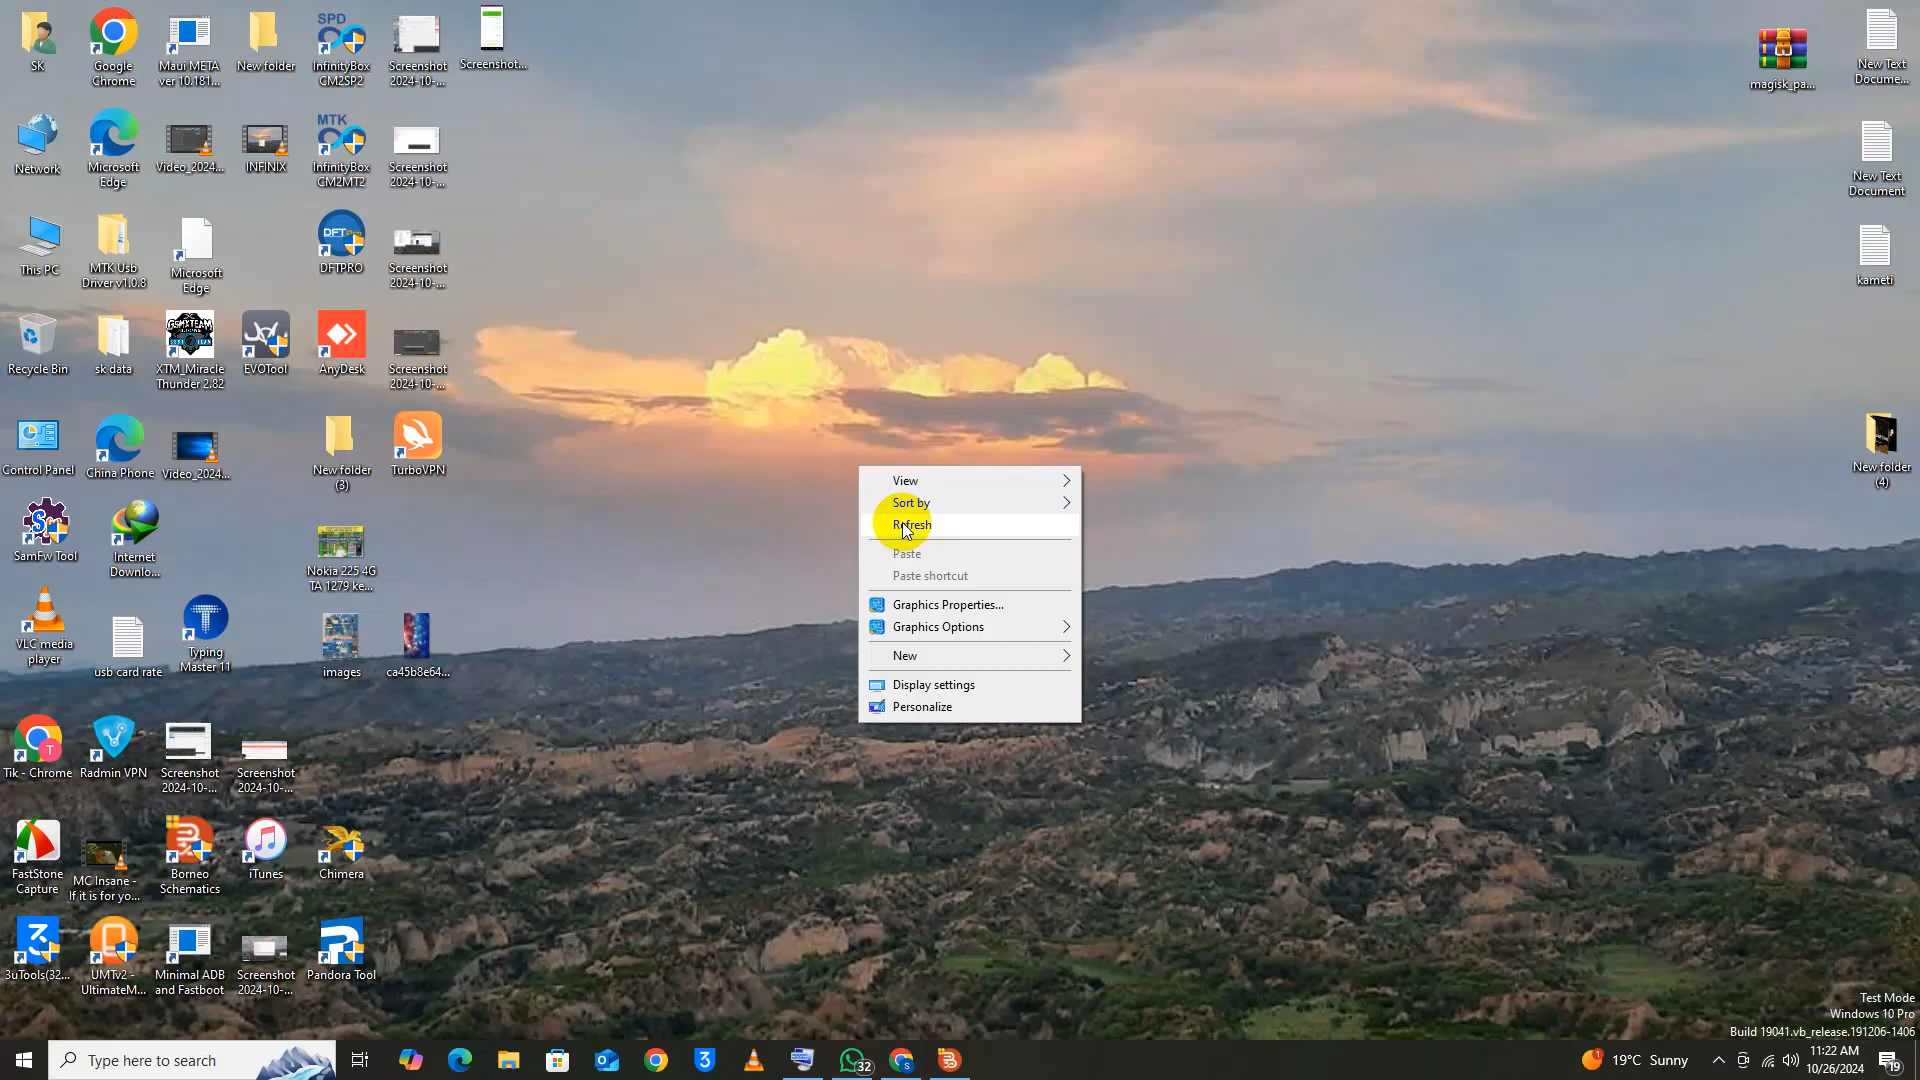 SK
Google
Chrome
Maui META
ver 10.181...
New folder
SPD
InfinityBox
CM2SP2
Screenshot
2024-10-...
Screenshot...
magisk_pa...
New Text
Docume...
Network
Microsoft
Edge
Video_2024...
INFINIX
MTK
InfinityBox
CM2MT2
Screenshot
2024-10-...
New Text
Document
This PC
MTK Usb
Driver v1.0.8
Microsoft
Edge
DFTPRO
Screenshot
2024-10-...
kameti
Recycle Bin
sk data
GSMXTEAM
XTM_Miracle
Thunder 2.82
EVOTool
AnyDesk
Screenshot
2024-10-...
Control Panel
China Phone
Video_2024...
New folder
(3)
TurboVPN
New folder
(4)
SamFw Tool
Internet
Downlo...
Nokia 225 4G
TA 1279 ke...
VLC media
player
usb card rate
Typing
Master 11
images
ca45b8e64...
View
Sort by
Refresh
Paste
Paste shortcut
Graphics Properties...
Graphics Options
New
Display settings
Personalize
T
Tik - Chrome
Radmin VPN
Screenshot
2024-10-...
Screenshot
2024-10-...
FastStone
Capture
MC Insane -
If it is for yo...
Borneo
Schematics
iTunes
Chimera
3uTools(32...
UMTv2 -
UltimateM...
Minimal ADB
and Fastboot
Screenshot
2024-10-...
Pandora Tool
Test Mode
Windows 10 Pro
Build 19041.vb_release.191206-1406
Type here to search
32
1
19°C Sunny
11:22 AM
10/26/2024
19